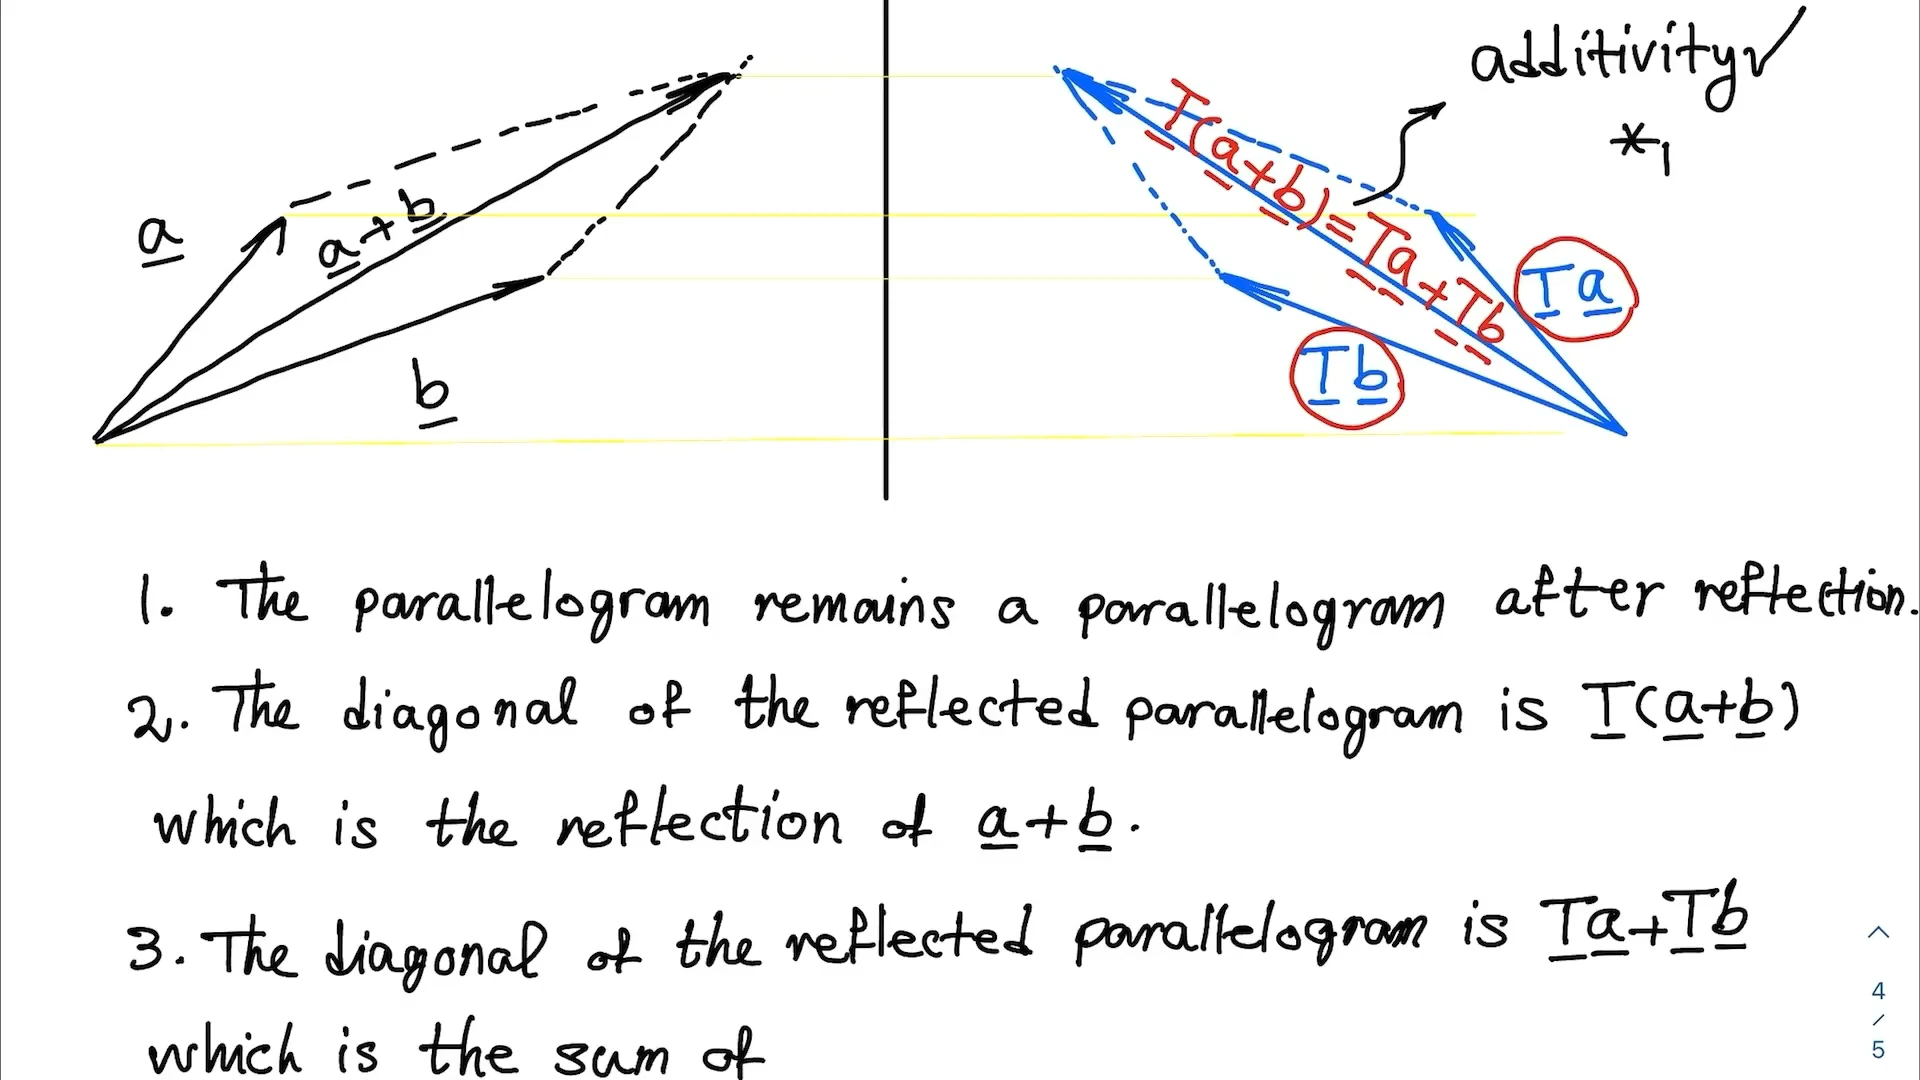 additivity✓
*₁
a
a+b
b
T(a+b)=Ta+Tb
Ta
Tb
1. The parallelogram remains a parallelogram after reflection.
2. The diagonal of the reflected parallelogram is T(a+b)
which is the reflection of a+b.
3. The diagonal of the reflected parallelogram is Ta+Tb
which is the sum of
4
/
5